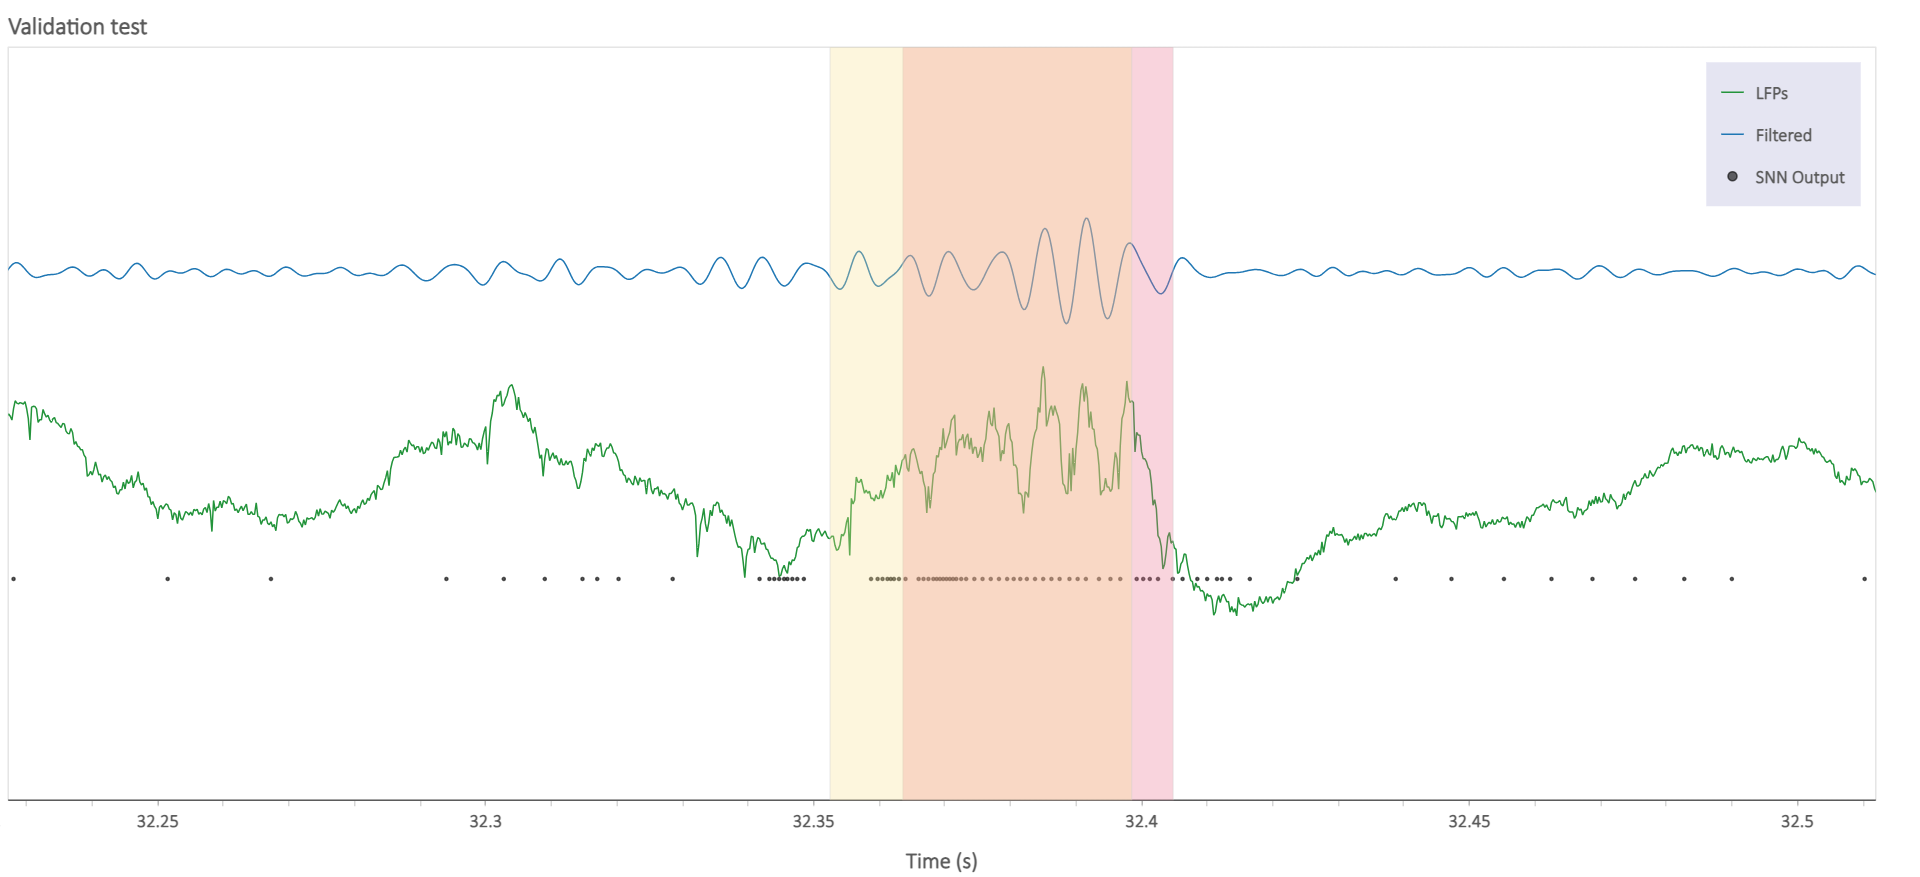 Validation test
LFPs
Filtered
SNN Output
32.25
32.3
32.35
32.4
32.45
32.5
Time (s)